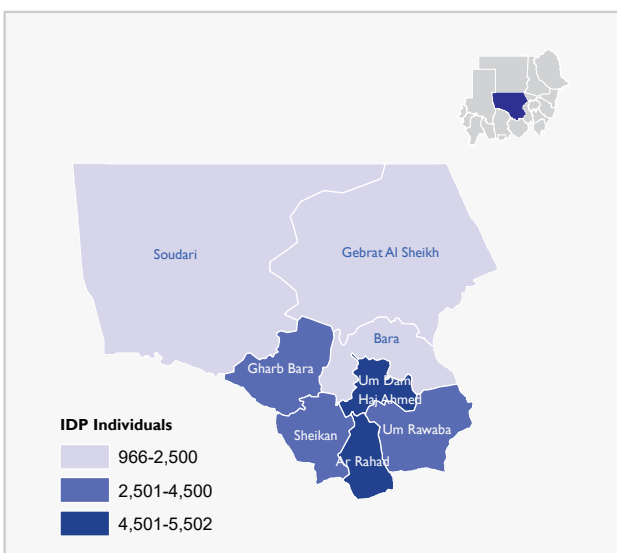 Soudari
Gebrat Al Sheikh
Bara
Gharb Bara
Um Dam
Haj Ahmed
Sheikan
Um Rawaba
Ar Rahad
IDP Individuals
966-2,500
2,501-4,500
4,501-5,502